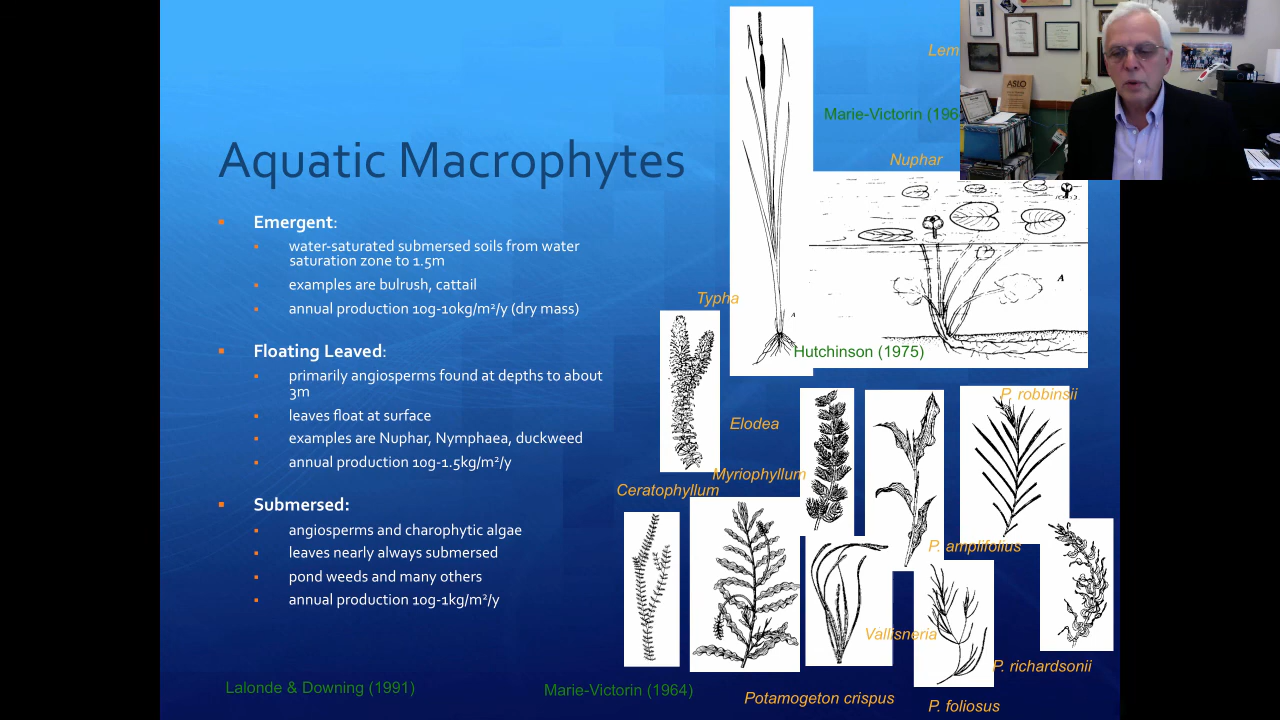 Aquatic Macrophytes
▪ Emergent:
▪ water-saturated submersed soils from water
saturation zone to 1.5m
▪ examples are bulrush, cattail
▪ annual production 10g-10kg/m²/y (dry mass)
▪ Floating Leaved:
▪ primarily angiosperms found at depths to about
3m
▪ leaves float at surface
▪ examples are Nuphar, Nymphaea, duckweed
▪ annual production 10g-1.5kg/m²/y
▪ Submersed:
▪ angiosperms and charophytic algae
▪ leaves nearly always submersed
▪ pond weeds and many others
▪ annual production 10g-1kg/m²/y
Lalonde & Downing (1991)
Marie-Victorin (1964)
Lem
Marie-Victorin (196
Nuphar
A
Typha
A
Hutchinson (1975)
Elodea
P. robbinsii
Myriophyllum
Ceratophyllum
P. amplifolius
Vallisneria
P. richardsonii
Potamogeton crispus
P. foliosus
ASLO